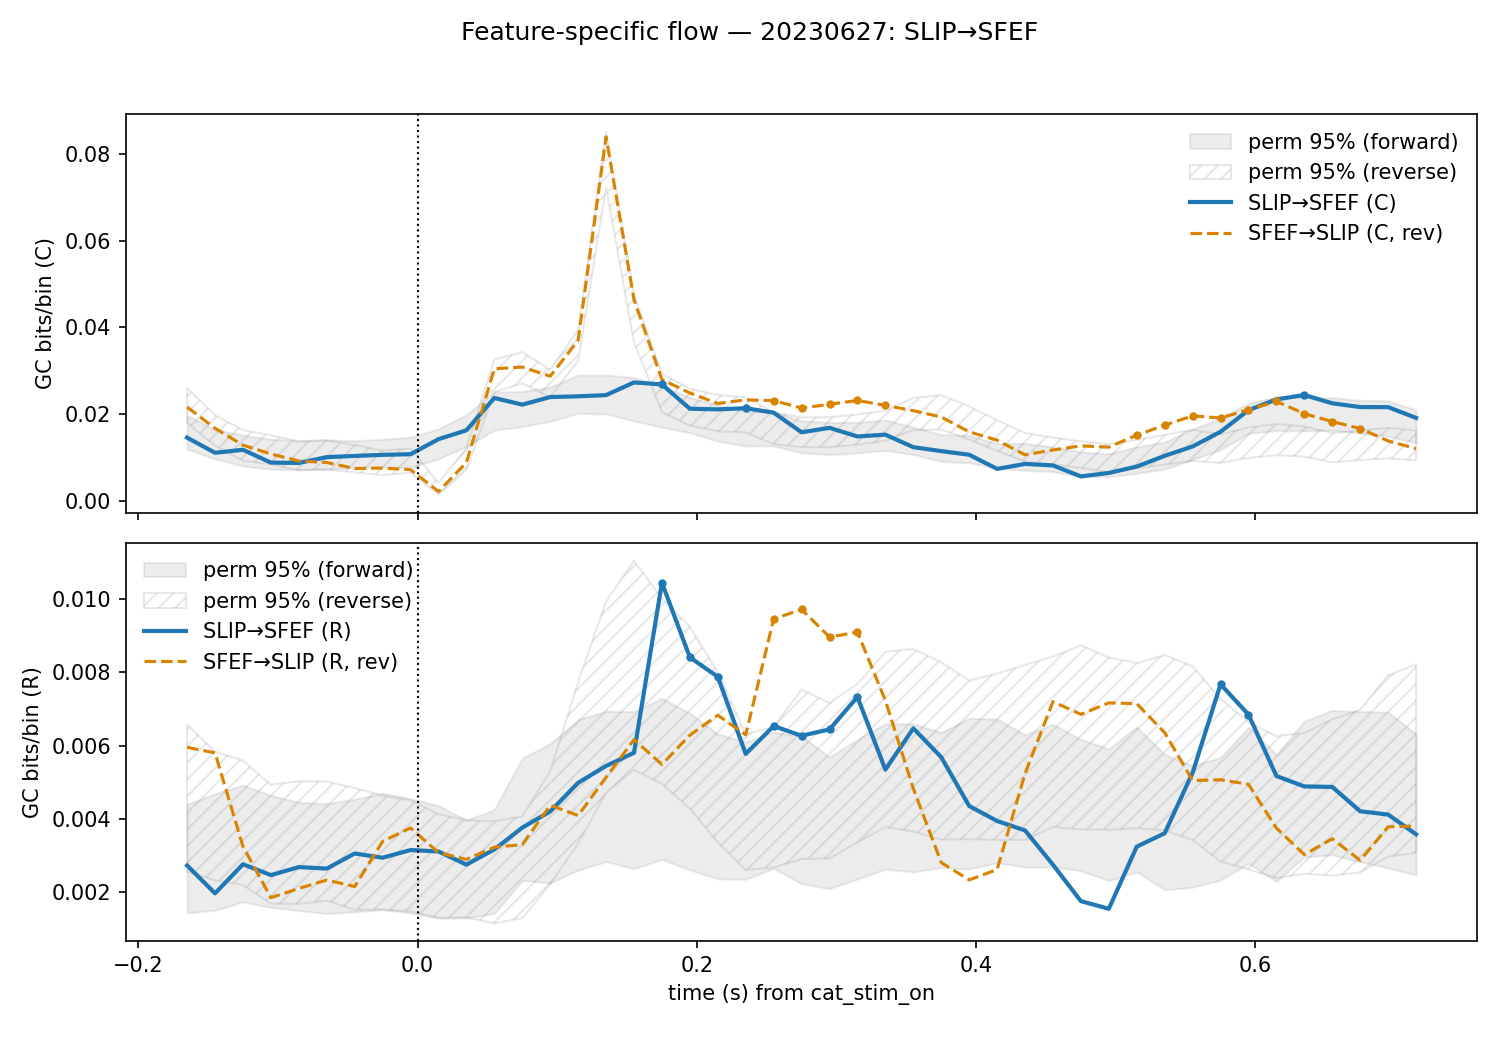 Feature-specific flow — 20230627: SLIP→SFEF
GC bits/bin (C)
0.08
0.06
0.04
0.02
0.00
perm 95% (forward)
perm 95% (reverse)
SLIP→SFEF (C)
SFEF→SLIP (C, rev)
GC bits/bin (R)
0.010
0.008
0.006
0.004
0.002
perm 95% (forward)
perm 95% (reverse)
SLIP→SFEF (R)
SFEF→SLIP (R, rev)
−0.2 0.0 0.2 0.4 0.6
time (s) from cat_stim_on